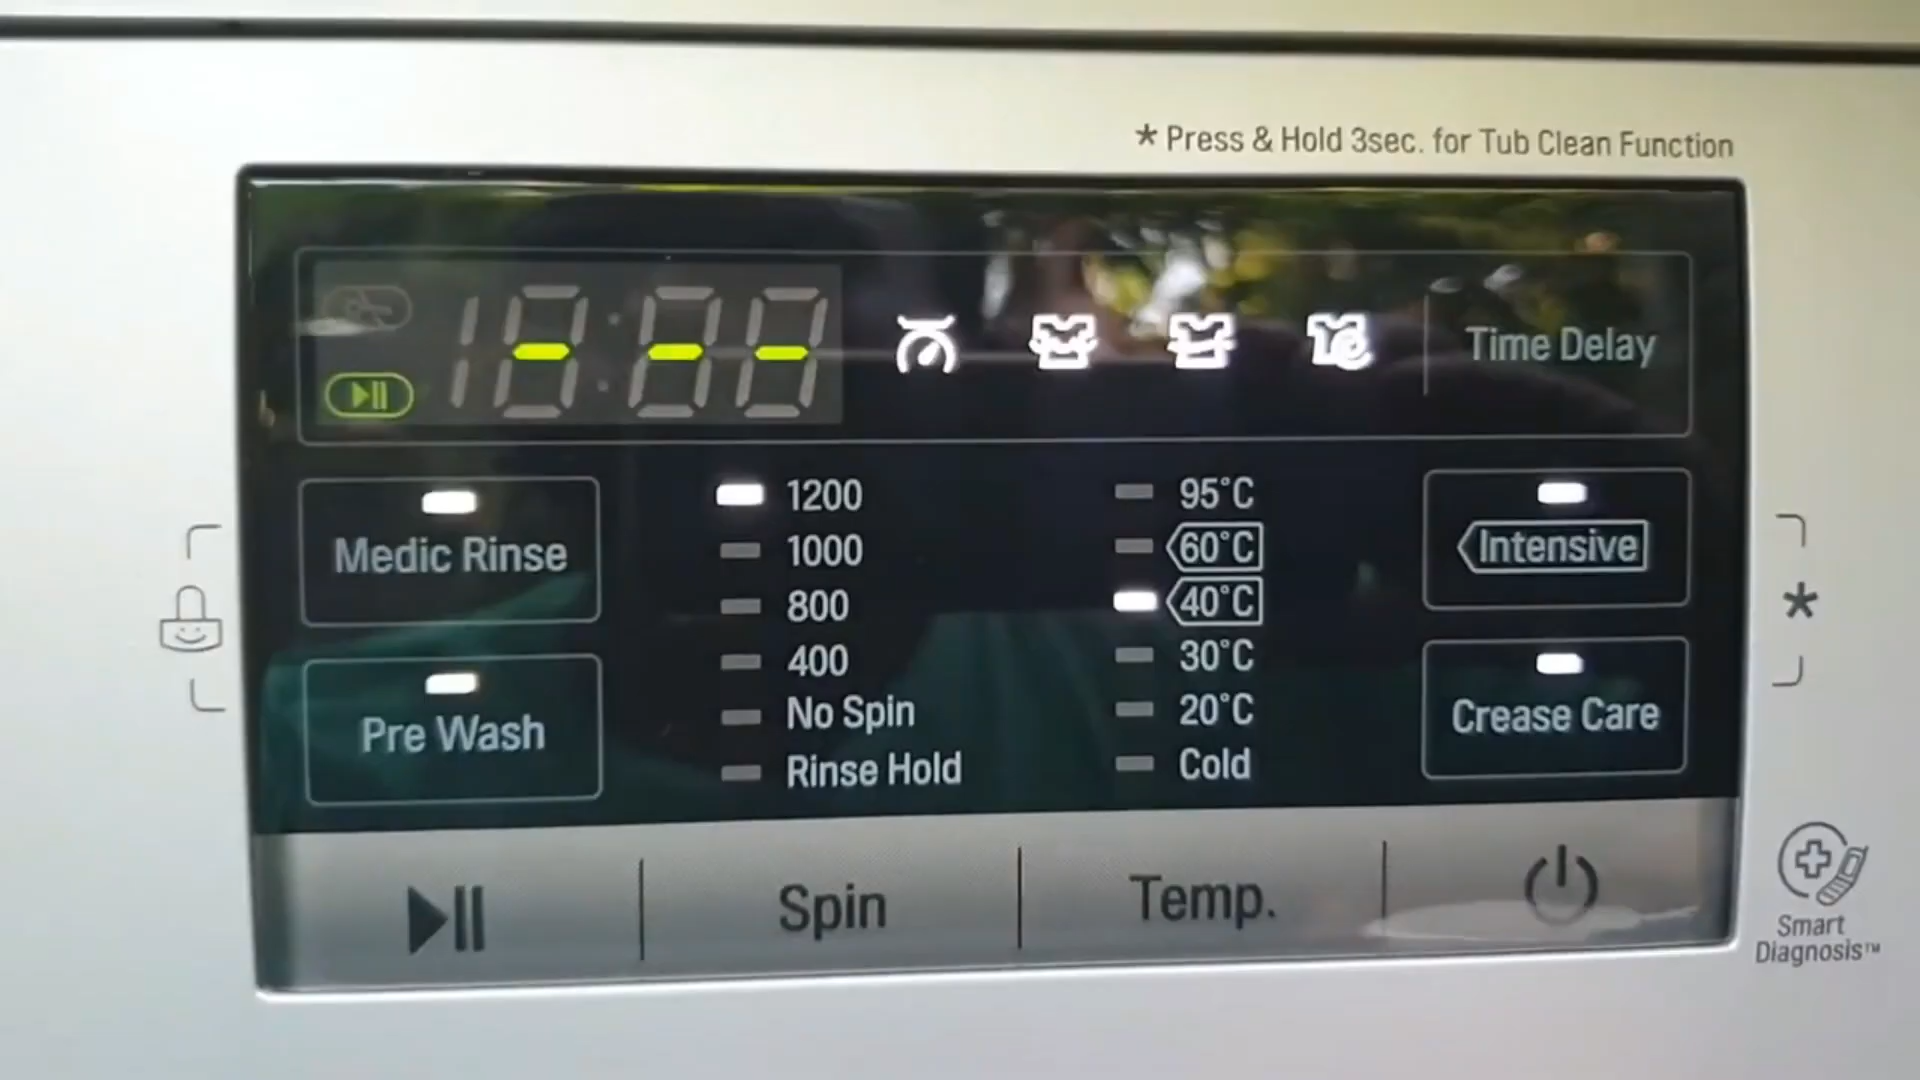 * Press & Hold 3sec. for Tub Clean Function
- - -
Time Delay
Medic Rinse
Pre Wash
1200
1000
800
400
No Spin
Rinse Hold
95°C
60°C
40°C
30°C
20°C
Cold
Intensive
*
Crease Care
Spin
Temp.
Smart
Diagnosis™